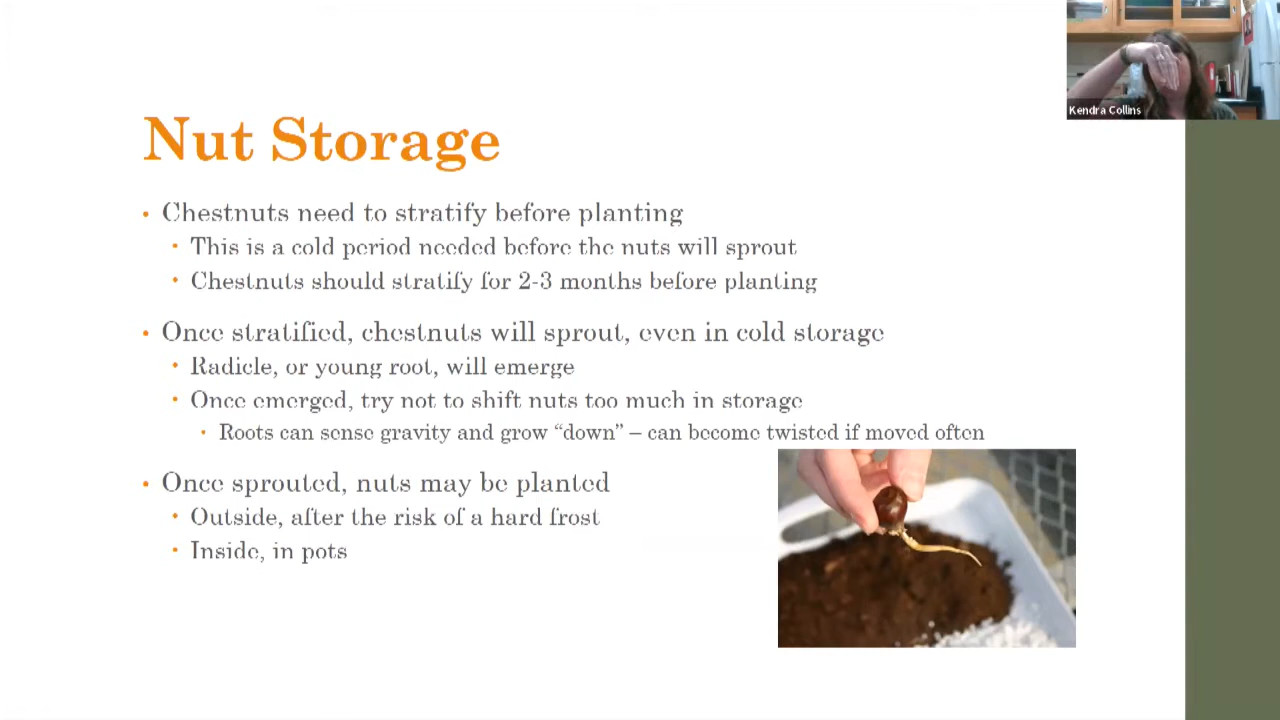 Kendra Collins
Nut Storage
• Chestnuts need to stratify before planting
• This is a cold period needed before the nuts will sprout
• Chestnuts should stratify for 2-3 months before planting
• Once stratified, chestnuts will sprout, even in cold storage
• Radicle, or young root, will emerge
• Once emerged, try not to shift nuts too much in storage
• Roots can sense gravity and grow “down” – can become twisted if moved often
• Once sprouted, nuts may be planted
• Outside, after the risk of a hard frost
• Inside, in pots